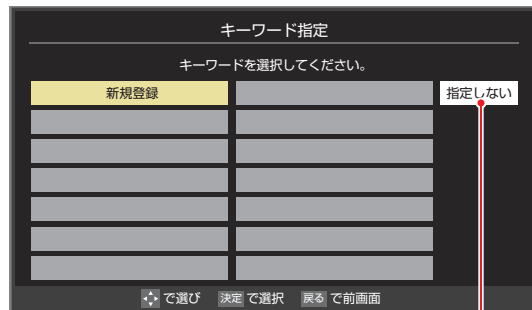 キーワード指定
キーワードを選択してください。
新規登録
指定しない
で選び 決定 で選択 戻る で前画面